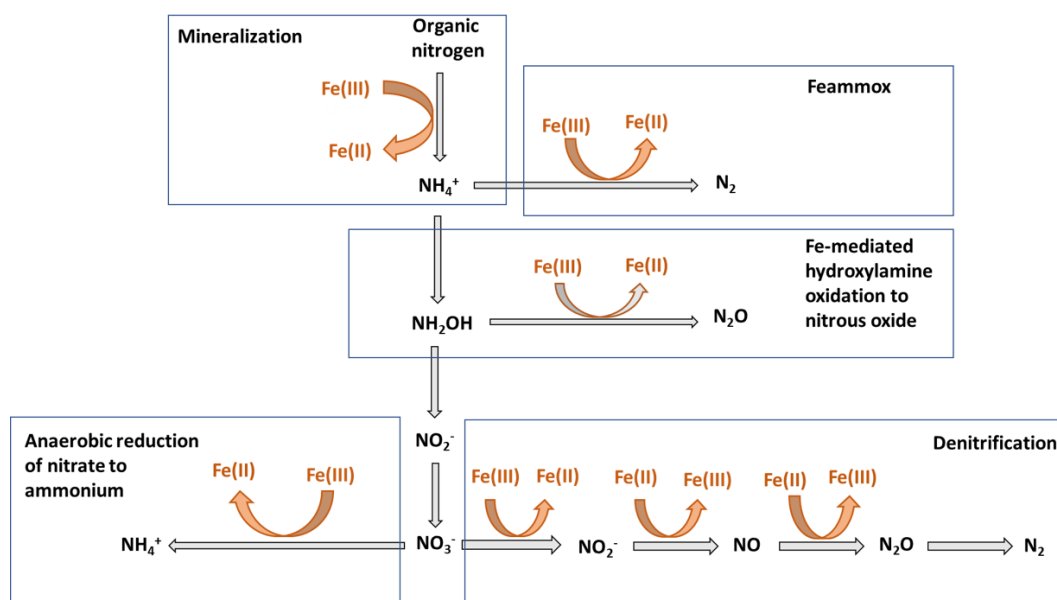 Mineralization
Organic
nitrogen
Fe(III)
Fe(II)
NH₄⁺
Feammox
Fe(III) Fe(II)
N₂
Fe-mediated
hydroxylamine
oxidation to
nitrous oxide
Fe(III) Fe(II)
NH₂OH
N₂O
Anaerobic reduction
of nitrate to
ammonium
Fe(II) Fe(III)
NH₄⁺
NO₂⁻
NO₃⁻
Denitrification
Fe(III) Fe(II) Fe(II) Fe(III) Fe(II) Fe(III)
NO₂⁻ NO N₂O N₂